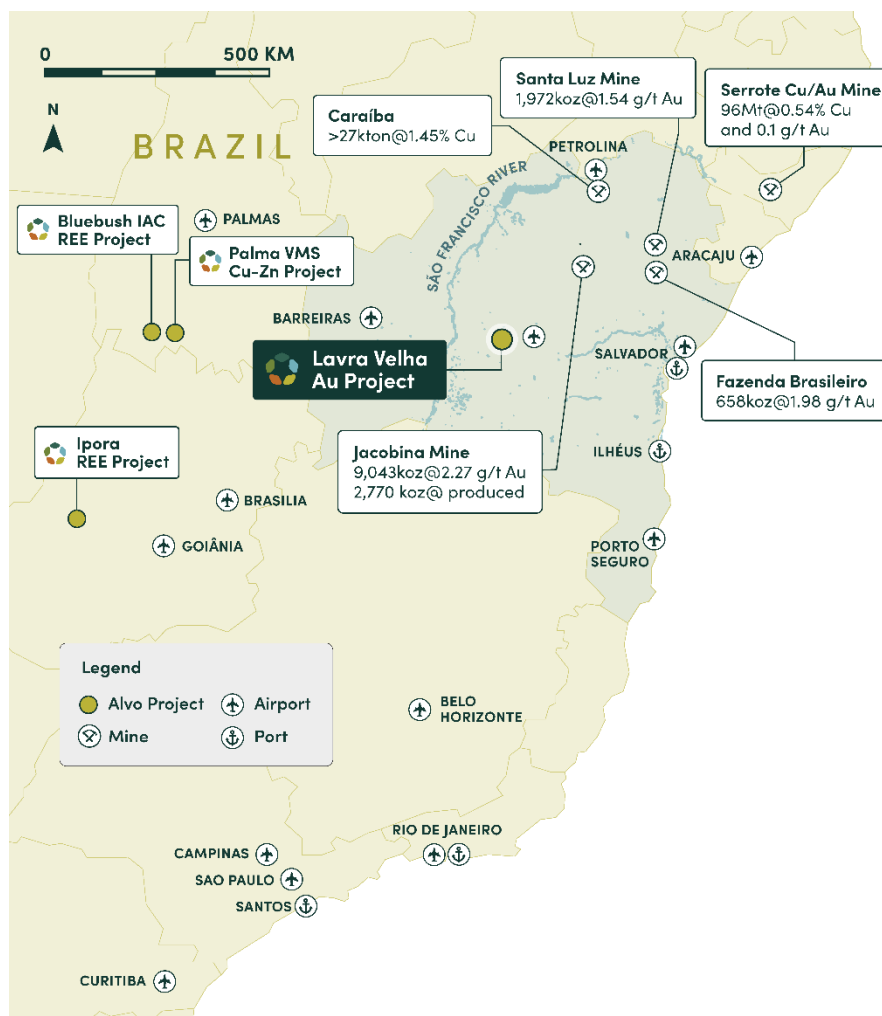 0 500 KM
N
BRAZIL
Santa Luz Mine
1,972koz@1.54 g/t Au
Serrote Cu/Au Mine
96Mt@0.54% Cu
and 0.1 g/t Au
Caraíba
>27kton@1.45% Cu
PETROLINA
SÃO FRANCISCO RIVER
Bluebush IAC
REE Project
PALMAS
Palma VMS
Cu-Zn Project
ARACAJU
BARREIRAS
Lavra Velha
Au Project
SALVADOR
Fazenda Brasileiro
658koz@1.98 g/t Au
Jacobina Mine
9,043koz@2.27 g/t Au
2,770 koz@ produced
ILHÉUS
Ipora
REE Project
BRASILIA
GOIÂNIA
PORTO
SEGURO
Legend
Alvo Project
Airport
Mine
Port
BELO
HORIZONTE
RIO DE JANEIRO
CAMPINAS
SAO PAULO
SANTOS
CURITIBA